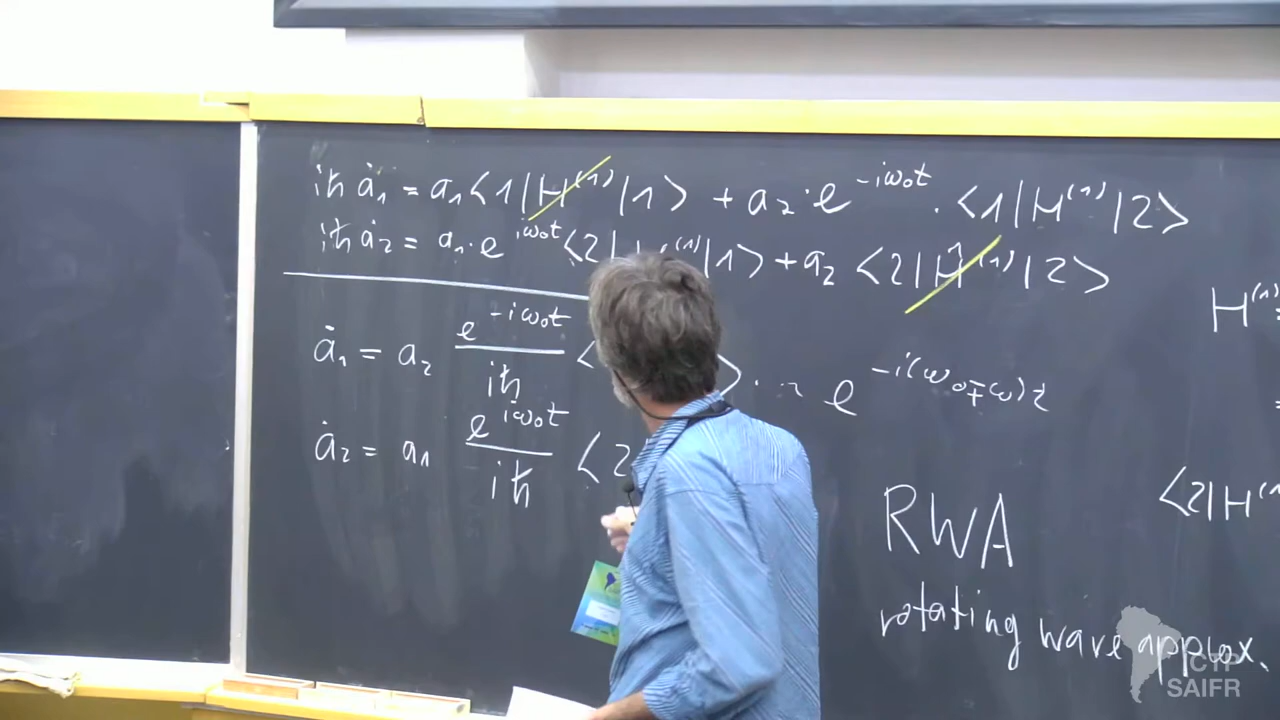 iħ ȧ₁ = a₁⟨1|H⁽¹⁾|1⟩ + a₂·e^{-iω₀t} · ⟨1|H⁽¹⁾|2⟩
iħ ȧ₂ = a₁·e^{iω₀t}⟨2| ⁽¹⁾|1⟩ + a₂ ⟨2|Ĥ⁽¹⁾|2⟩
H⁽¹⁾
ȧ₁ = a₂ e^{-iω₀t}/iħ ⟨ ⟩ · ~ e^{-i(ω₀∓ω)t}
ȧ₂ = a₁ e^{iω₀t}/iħ ⟨2
⟨2|H⁽¹
RWA
rotating wave approx.
ICTP
SAIFR